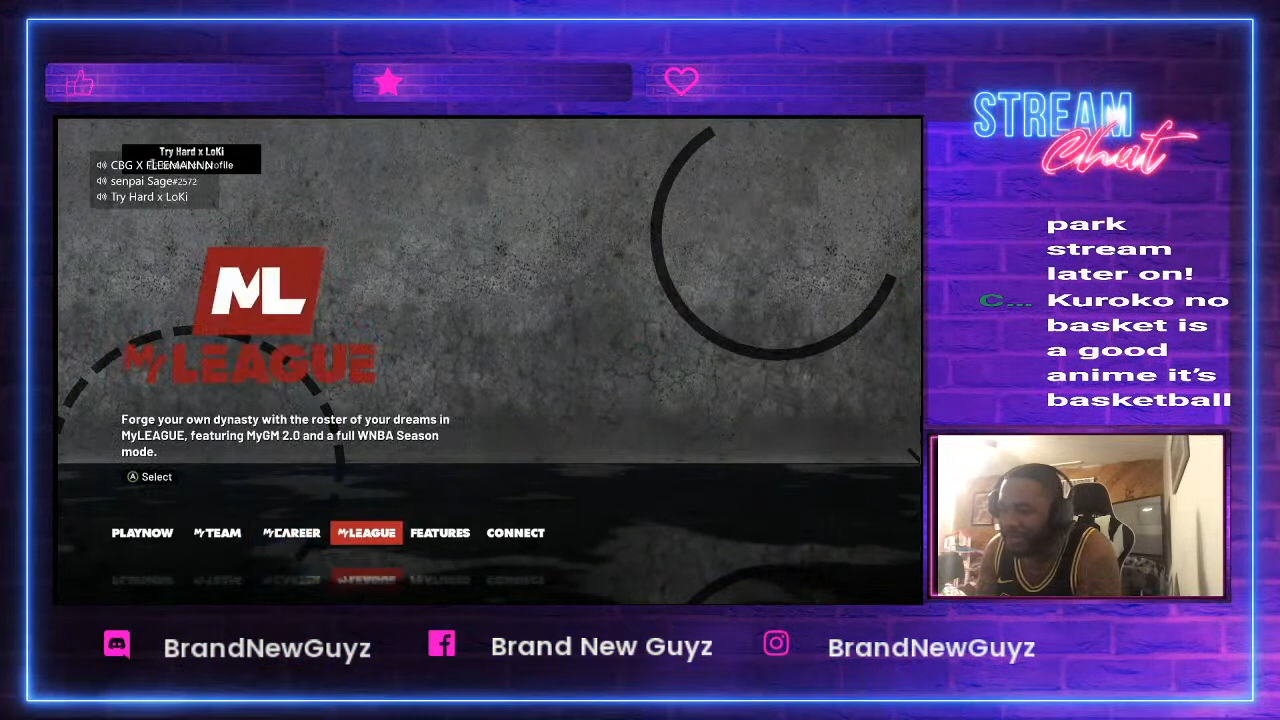 STREAM
Chat
Try Hard x LoKi
CBG X FLEEMANNN
senpai Sage#2572
Try Hard x LoKi
park
stream
later on!
C... Kuroko no
basket is
a good
anime it's
basketball
ML
My LEAGUE
Forge your own dynasty with the roster of your dreams in
MyLEAGUE, featuring MyGM 2.0 and a full WNBA Season
mode.
A Select
PLAYNOW MyTEAM MyCAREER MyLEAGUE FEATURES CONNECT
BrandNewGuyz Brand New Guyz BrandNewGuyz